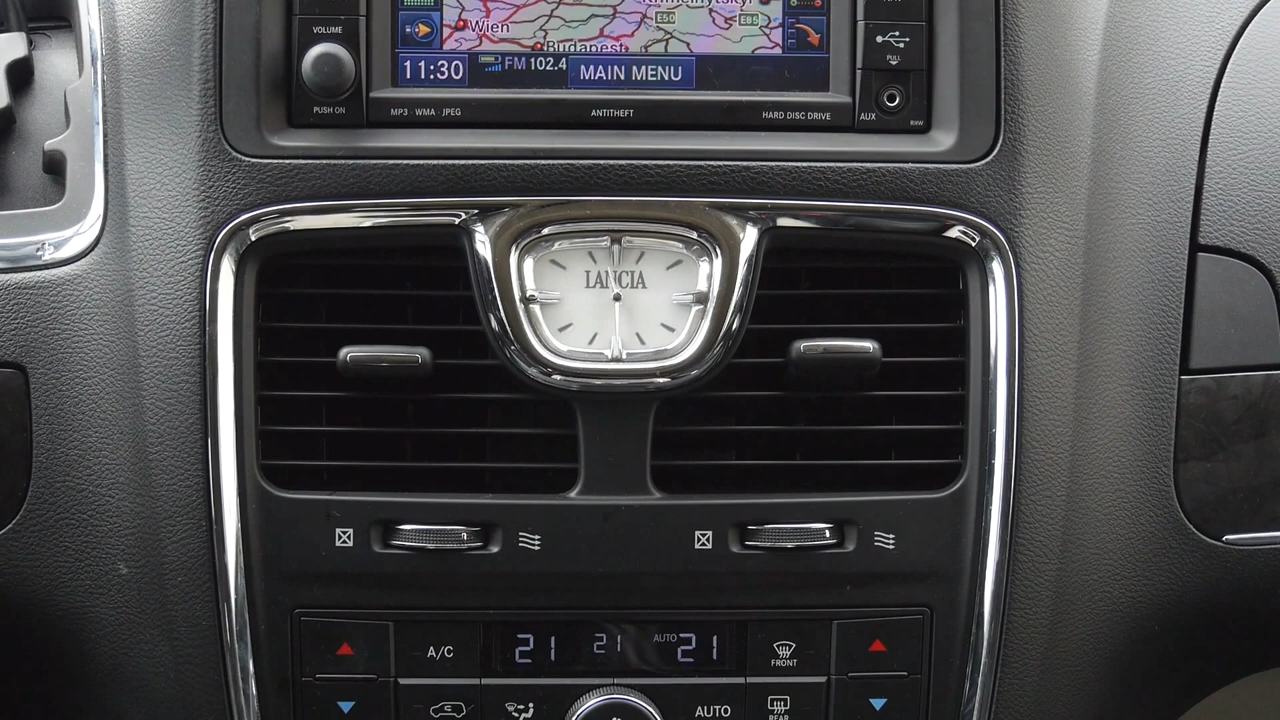 VOLUME
PUSH ON
Wien
Budapest
E50
E85
11:30
FM 102.4
MAIN MENU
MP3 · WMA · JPEG
ANTITHEFT
HARD DISC DRIVE
PULL
AUX
RHW
LANCIA
A/C
21
21
AUTO 21
FRONT
AUTO
REAR